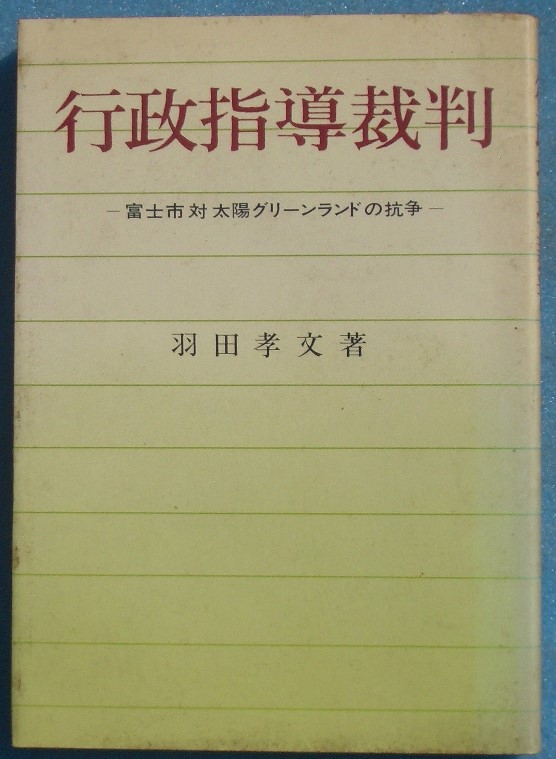 行政指導裁判
―富士市対太陽グリーンランドの抗争―
羽田孝文著